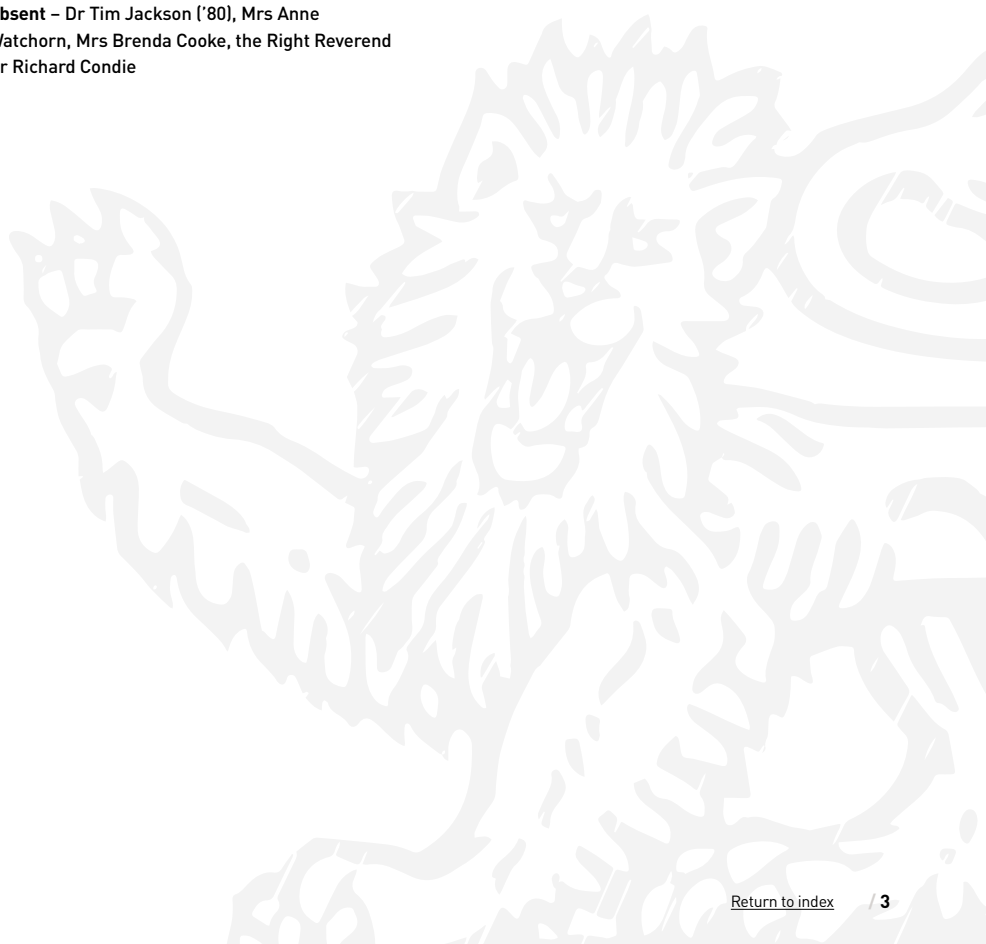 bsent – Dr Tim Jackson (’80), Mrs Anne
atchorn, Mrs Brenda Cooke, the Right Reverend
r Richard Condie
Return to index / 3